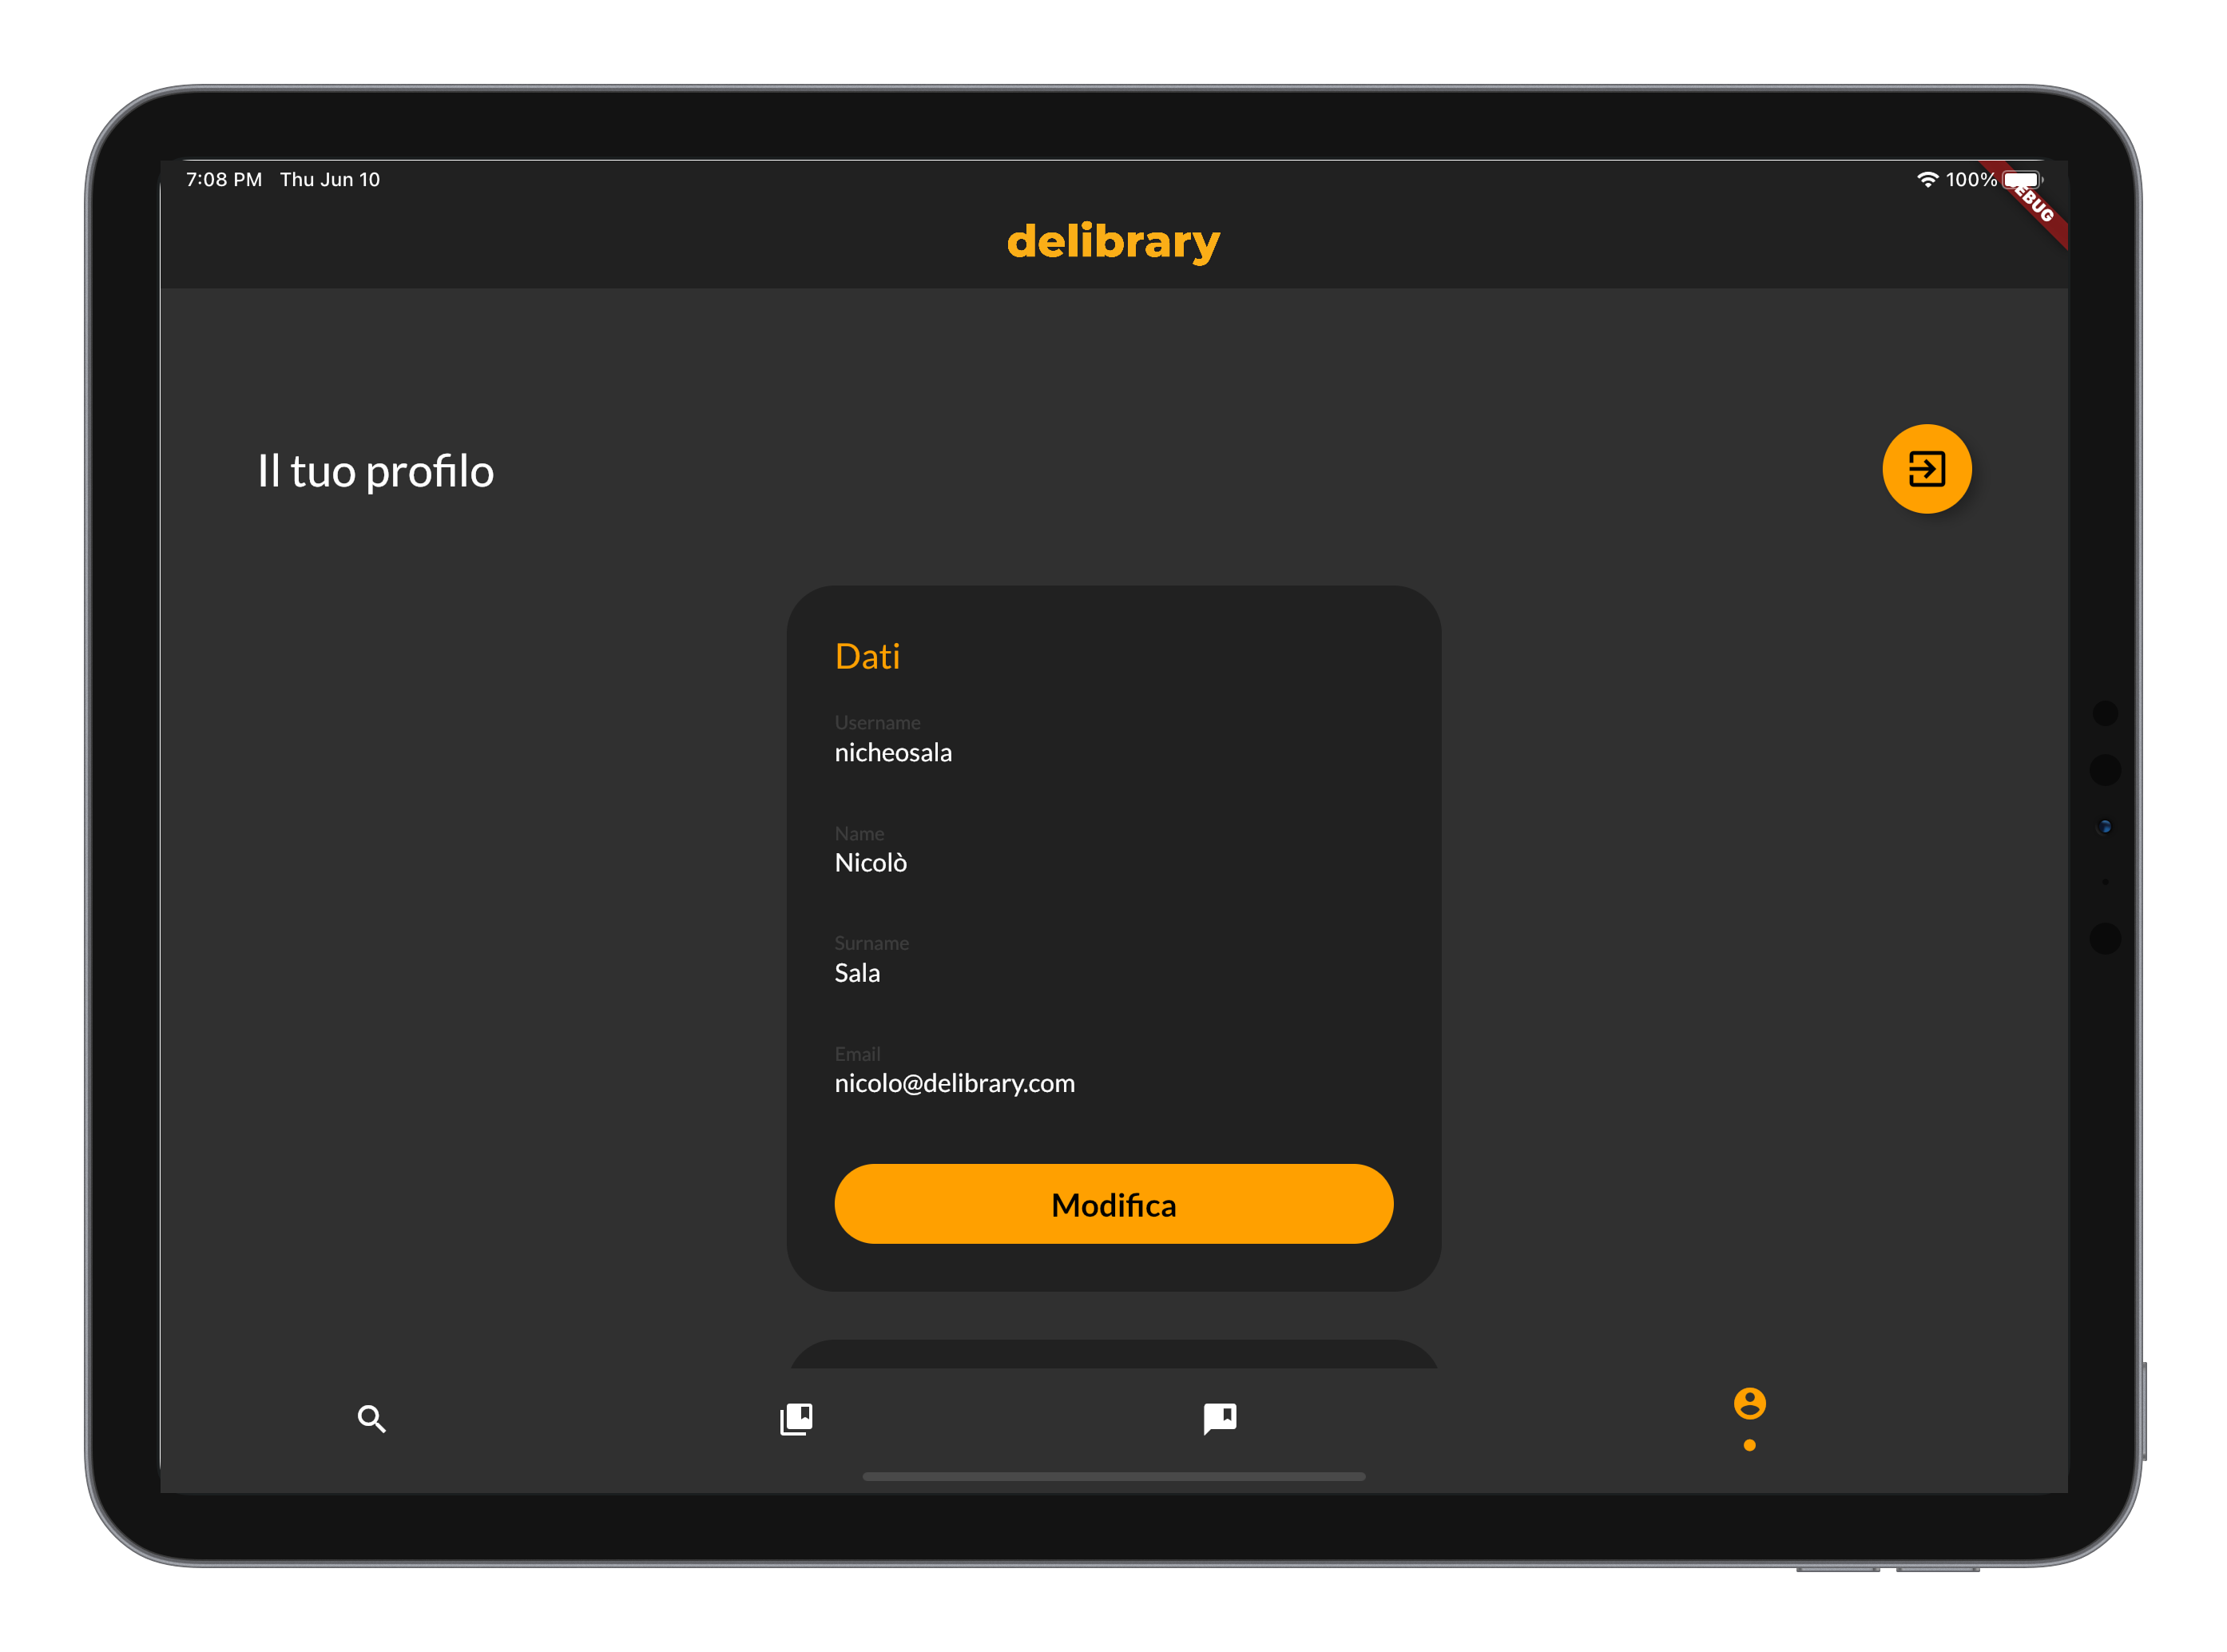 7:08 PM Thu Jun 10
100%
EBUG
delibrary
Il tuo profilo
Dati
Username
nicheosala
Name
Nicolò
Surname
Sala
Email
nicolo@delibrary.com
Modifica